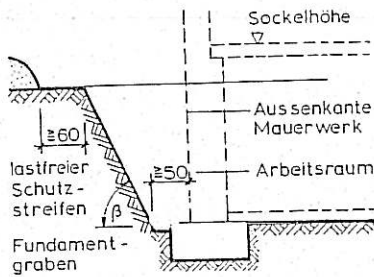 Sockelhöhe
Aussenkante
Mauerwerk
≧60
≧50
Arbeitsraum
lastfreier
Schutz-
streifen
β
Fundament-
graben